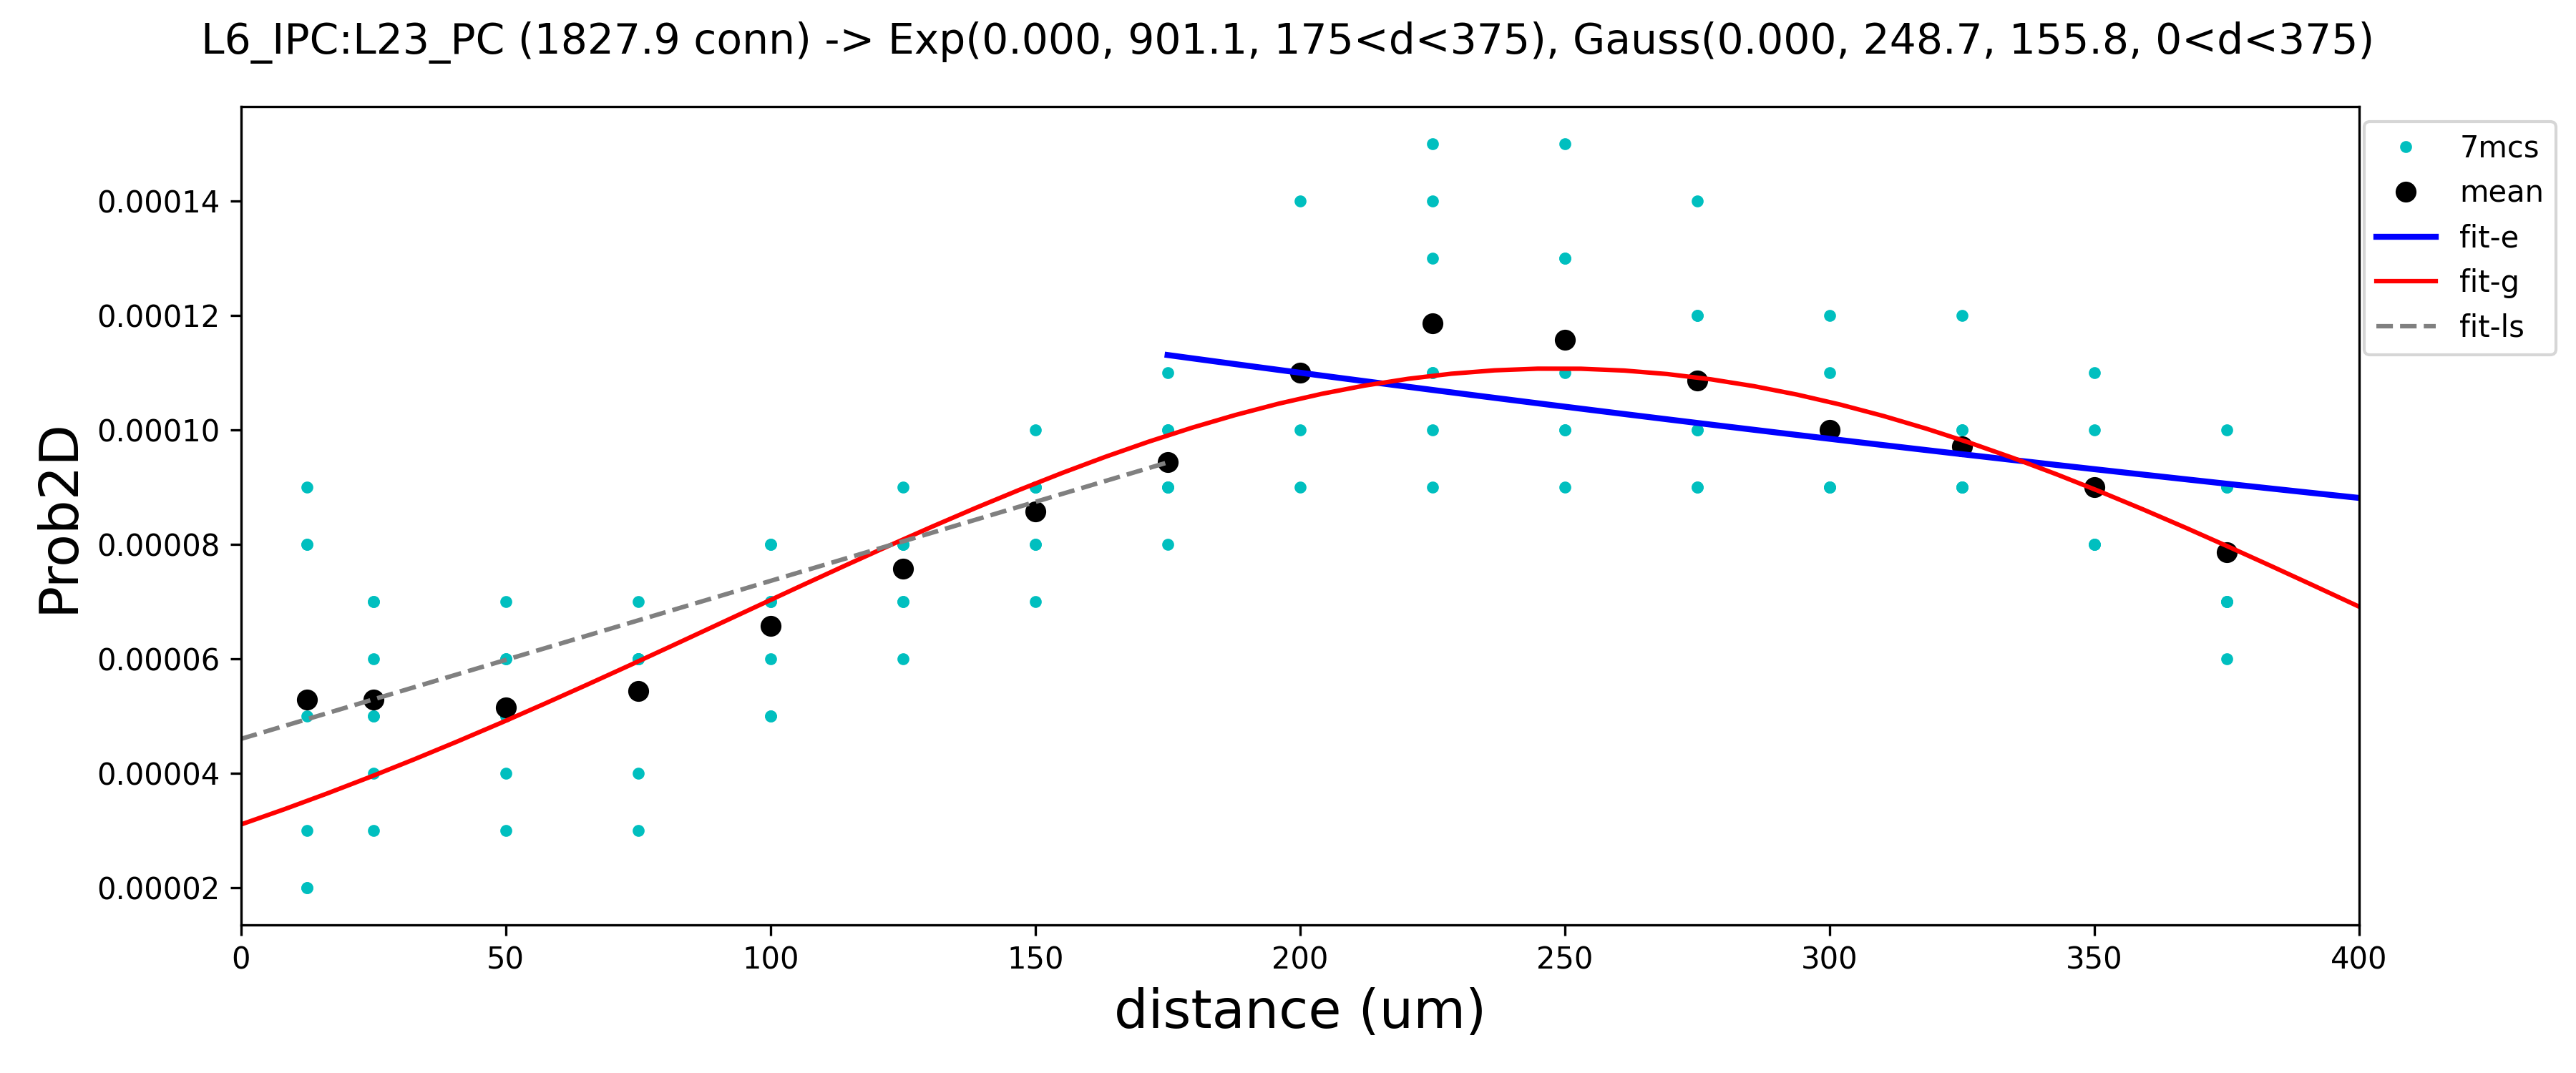 L6_IPC:L23_PC (1827.9 conn) -> Exp(0.000, 901.1, 175<d<375), Gauss(0.000, 248.7, 155.8, 0<d<375)
7mcs
mean
fit-e
fit-g
fit-ls
Prob2D
0.00014
0.00012
0.00010
0.00008
0.00006
0.00004
0.00002
0 50 100 150 200 250 300 350 400
distance (um)